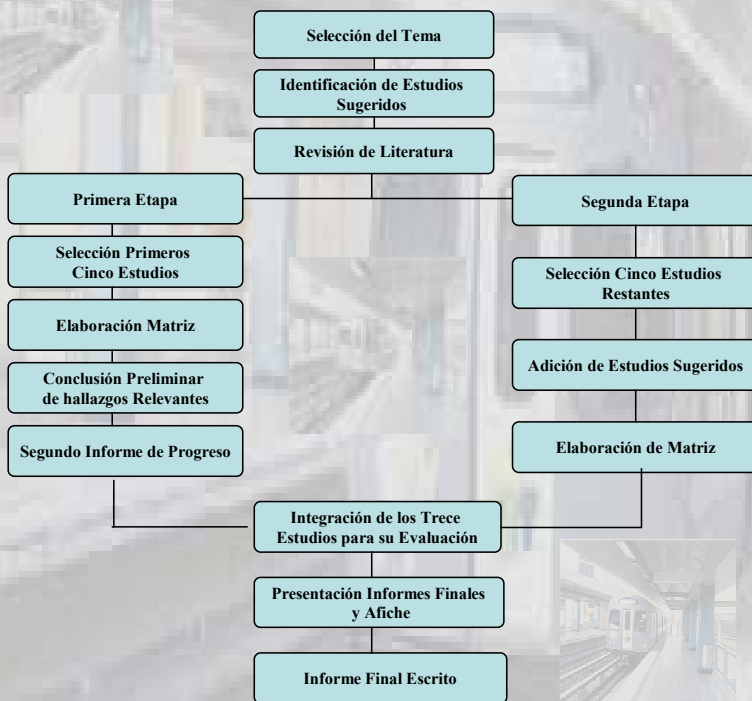 Selección del Tema
Identificación de Estudios
Sugeridos
Revisión de Literatura
Primera Etapa
Selección Primeros
Cinco Estudios
Elaboración Matriz
Conclusión Preliminar
de hallazgos Relevantes
Segundo Informe de Progreso
Segunda Etapa
Selección Cinco Estudios
Restantes
Adición de Estudios Sugeridos
Elaboración de Matriz
Integración de los Trece
Estudios para su Evaluación
Presentación Informes Finales
y Afiche
Informe Final Escrito